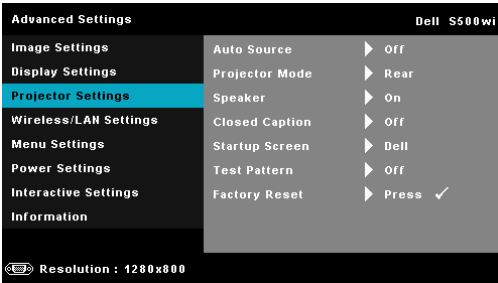 Advanced Settings Dell S500wi
Image Settings Auto Source Off
Display Settings Projector Mode Rear
Projector Settings Speaker On
Wireless/LAN Settings Closed Caption Off
Menu Settings Startup Screen Dell
Power Settings Test Pattern Off
Interactive Settings Factory Reset Press ✓
Information
Resolution : 1280x800